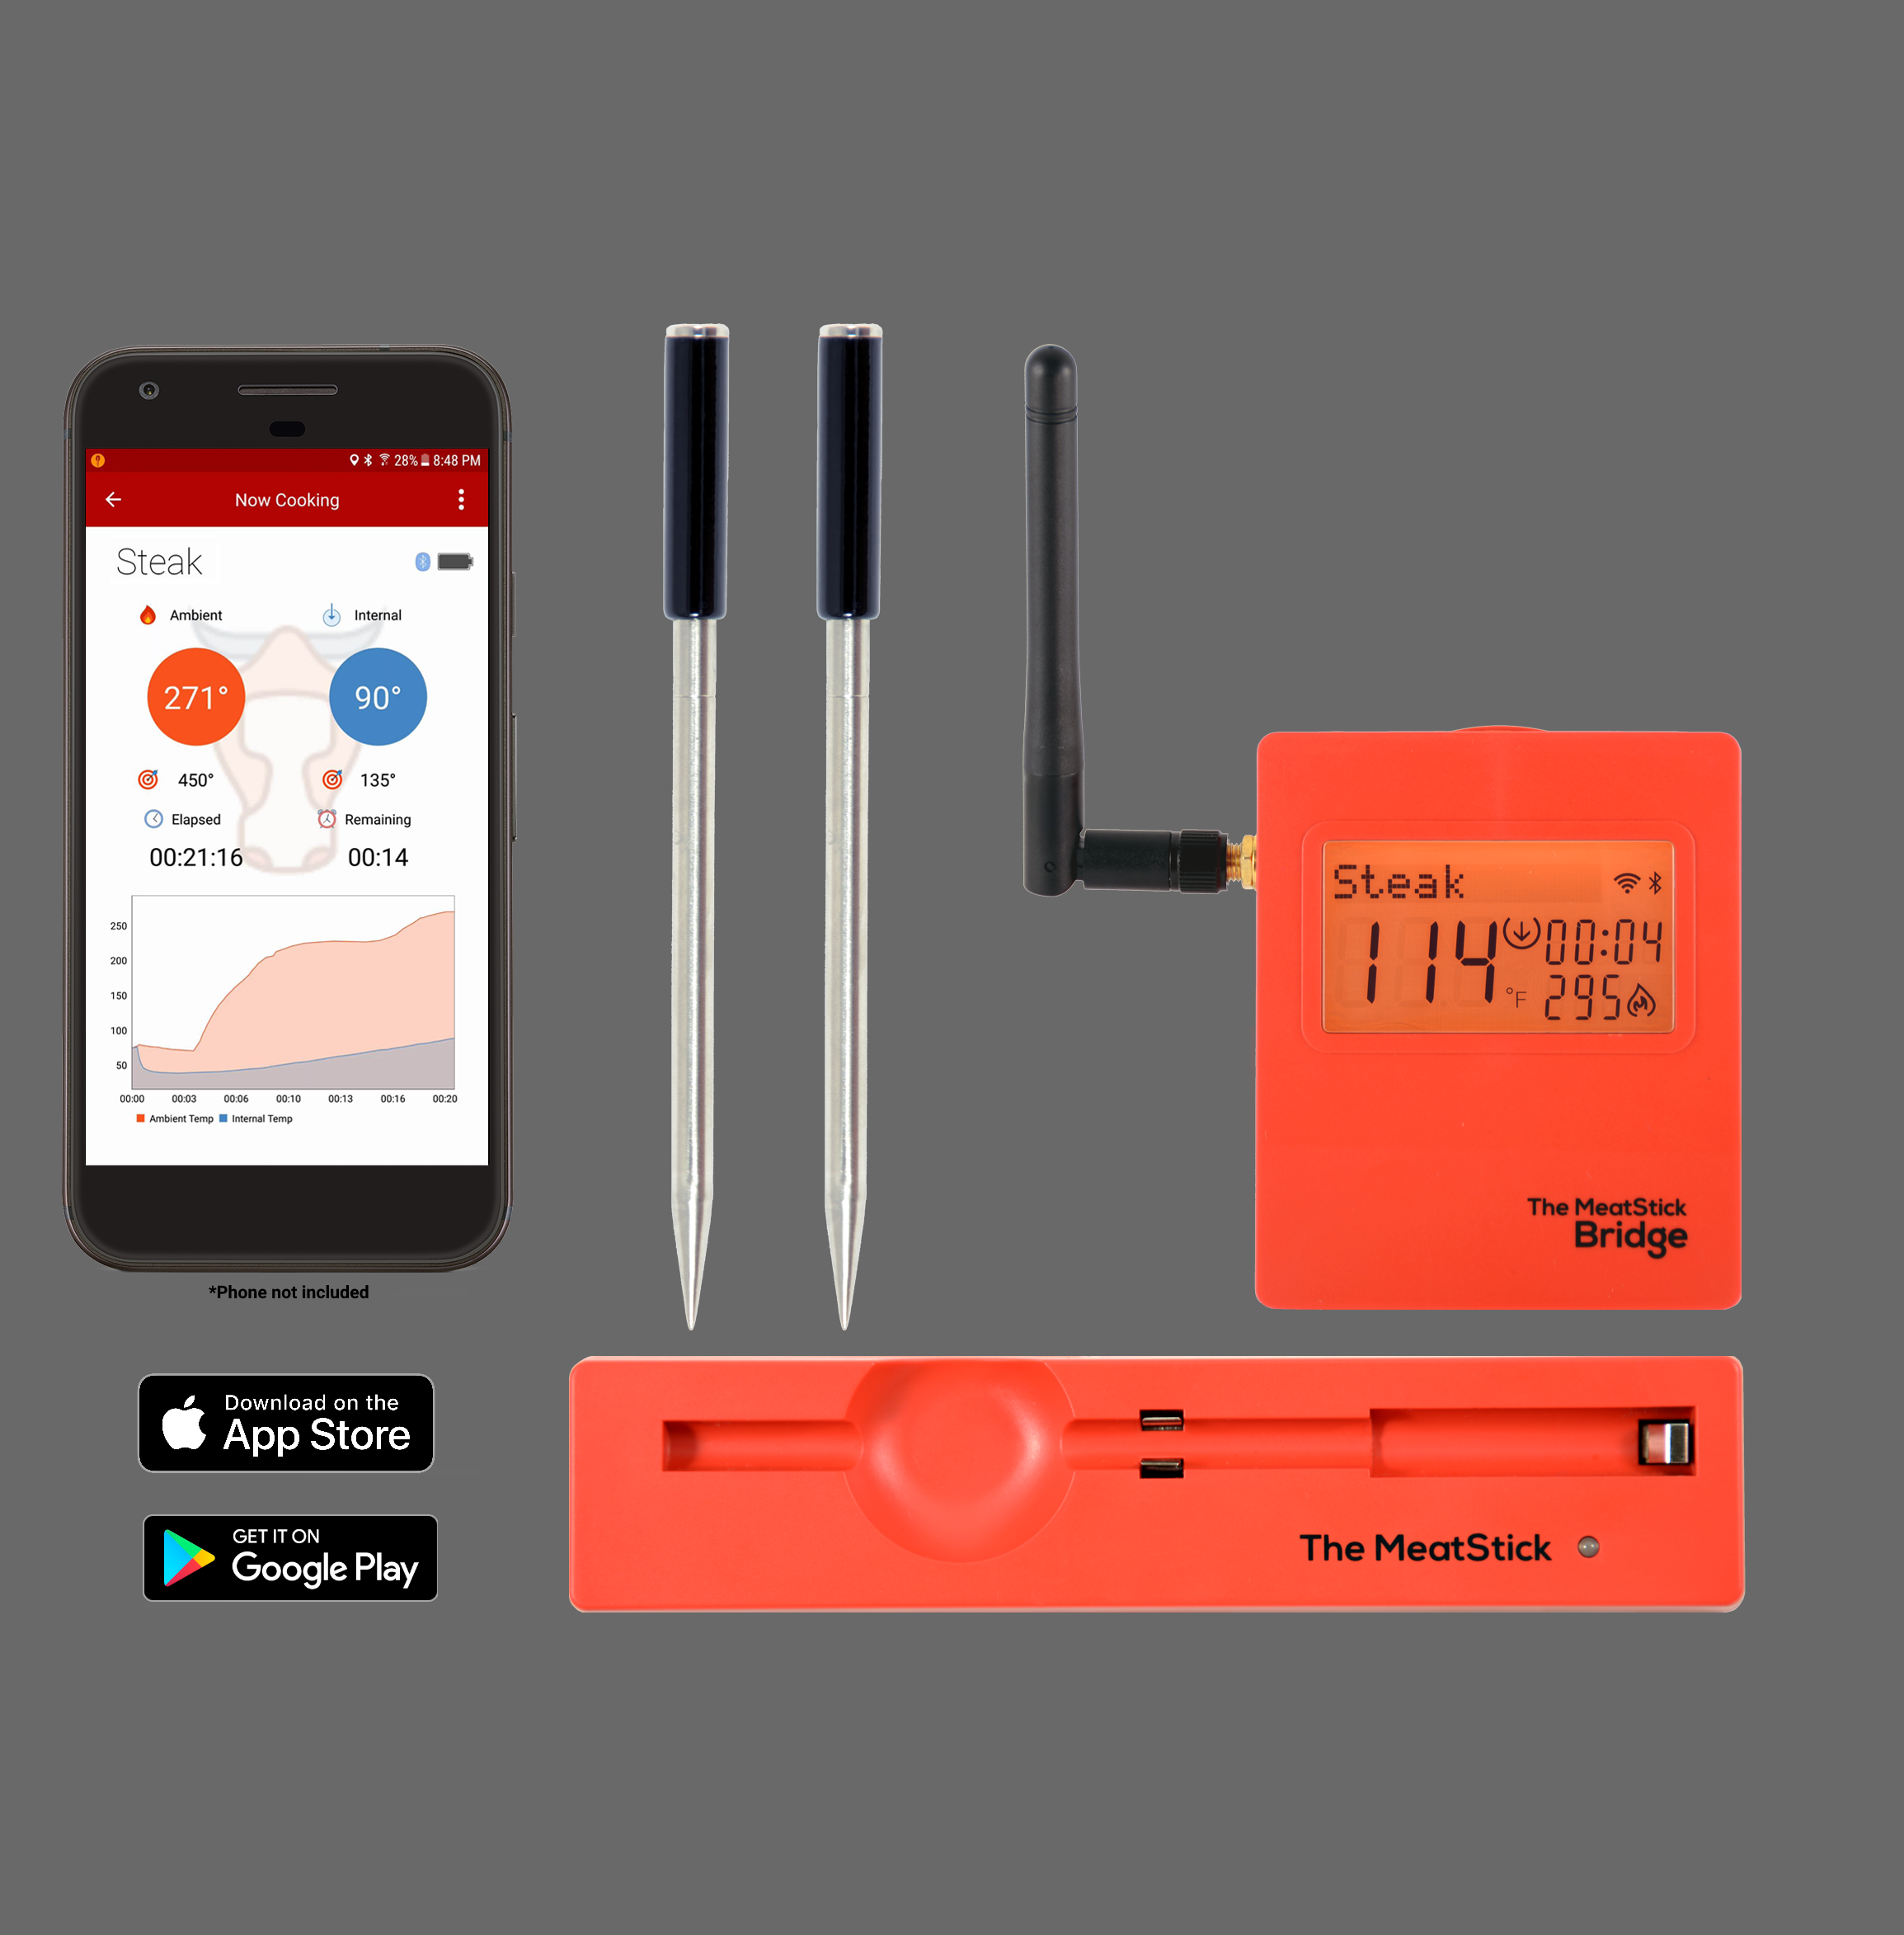 28% 8:48 PM
Now Cooking
Steak
Ambient
Internal
271°
90°
450°
135°
Elapsed
Remaining
00:21:16
00:14
250
200
150
100
50
00:00 00:03 00:06 00:10 00:13 00:16 00:20
Ambient Temp Internal Temp
*Phone not included
Download on the
App Store
GET IT ON
Google Play
Steak
114 °F
00:04
295
The MeatStick
Bridge
The MeatStick